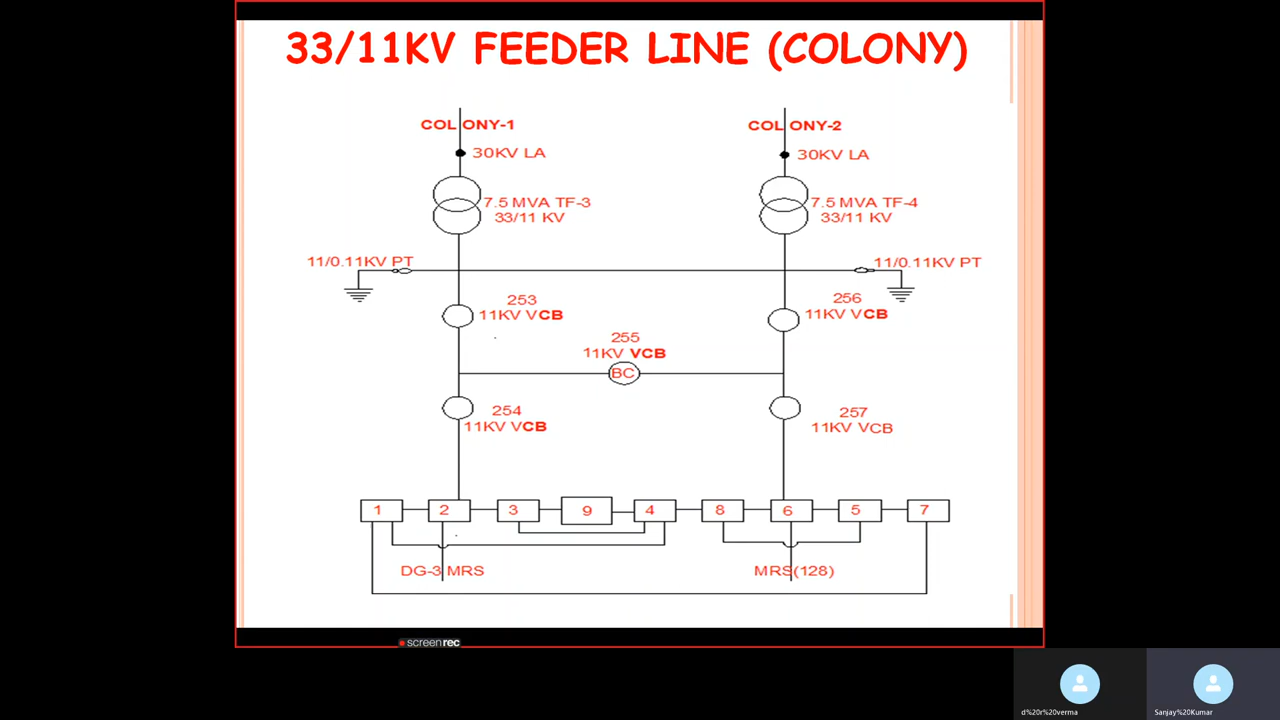 33/11KV FEEDER LINE (COLONY)
COLONY-1
COLONY-2
30KV LA
30KV LA
7.5 MVA TF-3
33/11 KV
7.5 MVA TF-4
33/11 KV
11/0.11KV PT
11/0.11KV PT
253
11KV VCB
256
11KV VCB
255
11KV VCB
BC
254
11KV VCB
257
11KV VCB
1 2 3 9 4 8 6 5 7
DG-3 MRS
MRS(128)
screenrec
d%20r%20verma
Sanjay%20Kumar